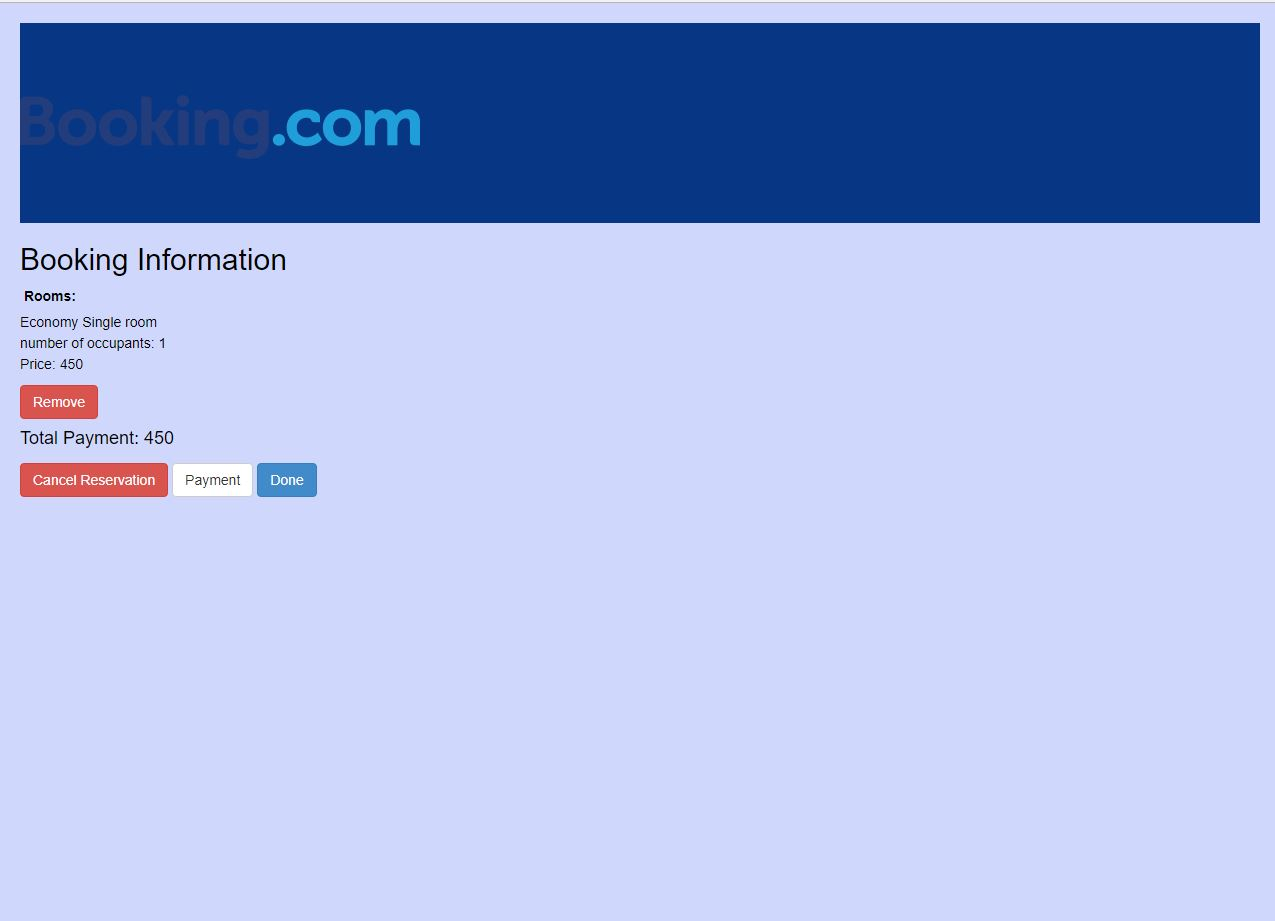 Booking.com
Booking Information
Rooms:
Economy Single room
number of occupants: 1
Price: 450
Remove
Total Payment: 450
Cancel Reservation Payment Done